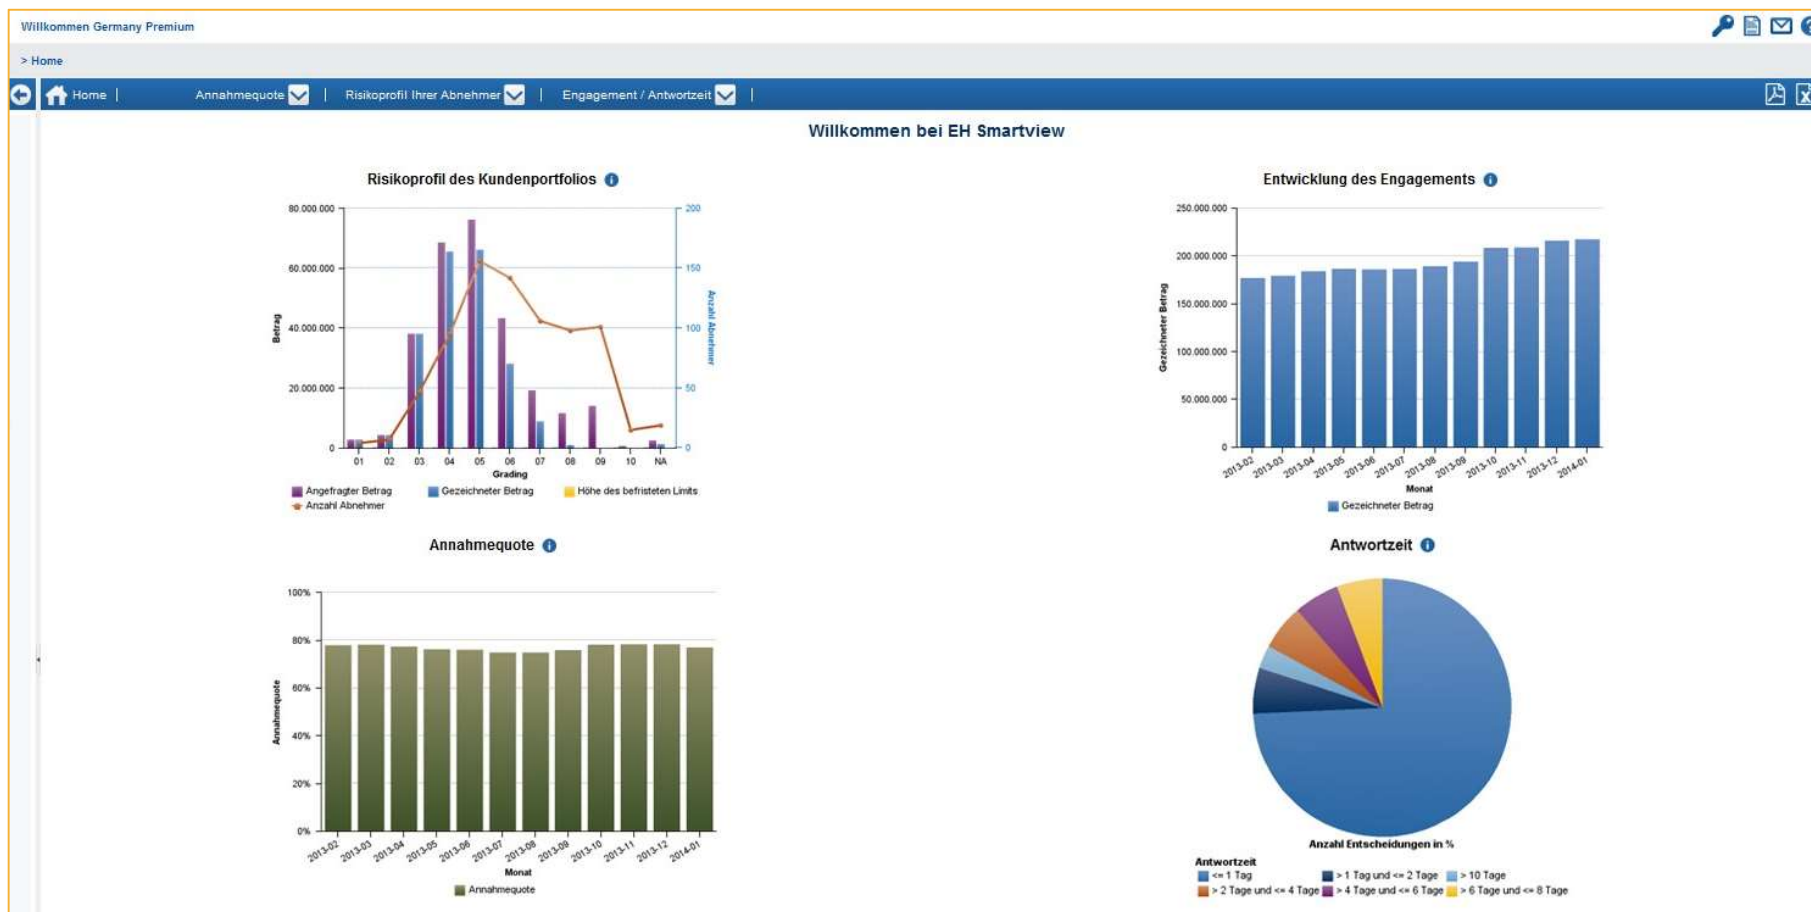 Willkommen Germany Premium
> Home
Home | Annahmequote | Risikoprofil Ihrer Abnehmer | Engagement / Antwortzeit |
Willkommen bei EH Smartview
Risikoprofil des Kundenportfolios
80.000.000
60.000.000
40.000.000
20.000.000
0
Betrag
200
150
100
50
0
Anzahl Abnehmer
01 02 03 04 05 06 07 08 09 10 NA
Grading
Angefragter Betrag Gezeichneter Betrag Höhe des befristeten Limits
Anzahl Abnehmer
Entwicklung des Engagements
250.000.000
200.000.000
150.000.000
100.000.000
50.000.000
0
Gezeichneter Betrag
2013-02 2013-03 2013-04 2013-05 2013-06 2013-07 2013-08 2013-09 2013-10 2013-11 2013-12 2014-01
Monat
Gezeichneter Betrag
Annahmequote
100%
80%
60%
40%
20%
0%
Annahmequote
2013-02 2013-03 2013-04 2013-05 2013-06 2013-07 2013-08 2013-09 2013-10 2013-11 2013-12 2014-01
Monat
Annahmequote
Antwortzeit
Anzahl Entscheidungen in %
Antwortzeit
<= 1 Tag > 1 Tag und <= 2 Tage > 10 Tage
> 2 Tage und <= 4 Tage > 4 Tage und <= 6 Tage > 6 Tage und <= 8 Tage